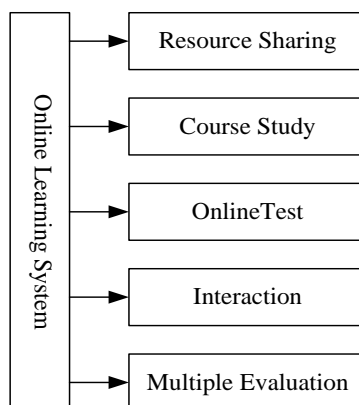 Online Learning System
Resource Sharing
Course Study
OnlineTest
Interaction
Multiple Evaluation